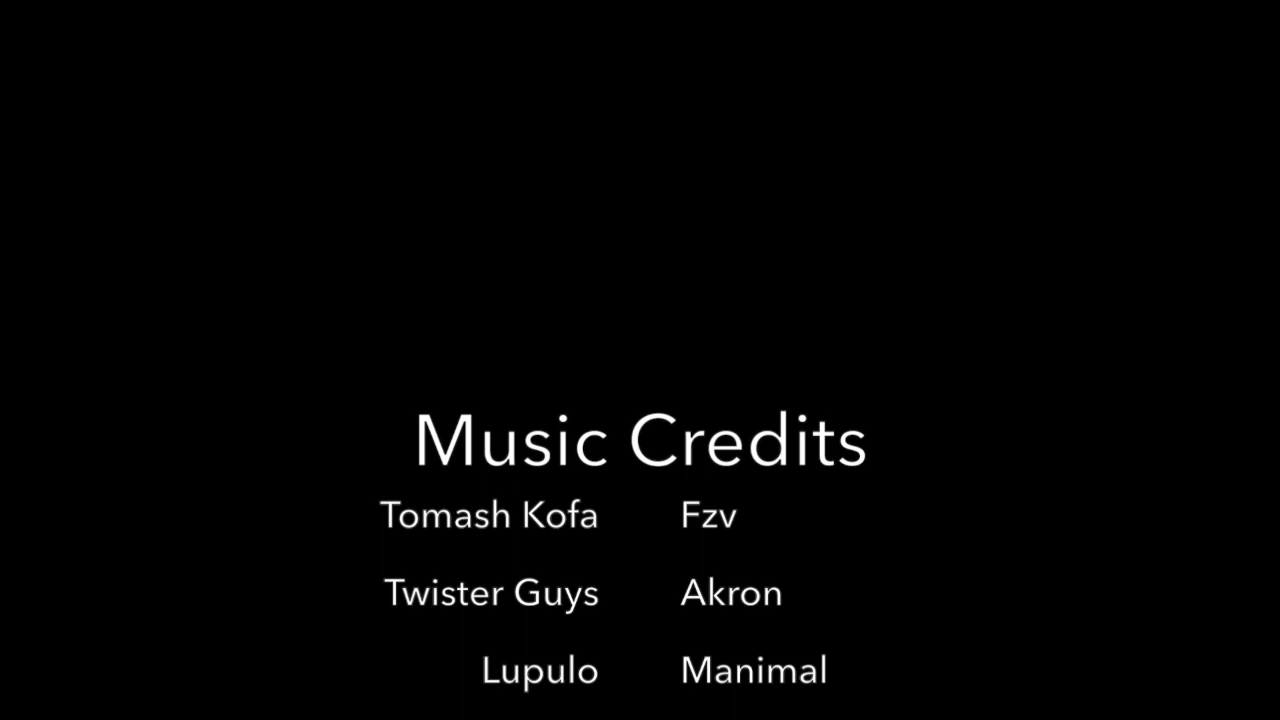 Music Credits
Tomash Kofa Fzv
Twister Guys Akron
Lupulo Manimal